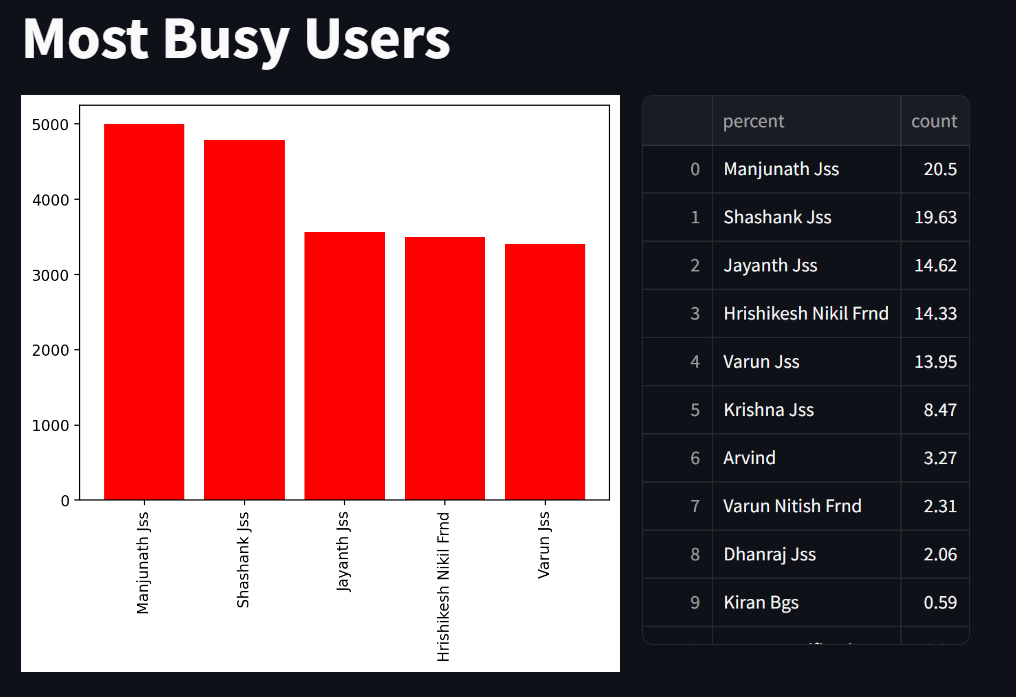 Most Busy Users
5000
4000
3000
2000
1000
0
Manjunath Jss
Shashank Jss
Jayanth Jss
Hrishikesh Nikil Frnd
Varun Jss
percent count
0 Manjunath Jss 20.5
1 Shashank Jss 19.63
2 Jayanth Jss 14.62
3 Hrishikesh Nikil Frnd 14.33
4 Varun Jss 13.95
5 Krishna Jss 8.47
6 Arvind 3.27
7 Varun Nitish Frnd 2.31
8 Dhanraj Jss 2.06
9 Kiran Bgs 0.59